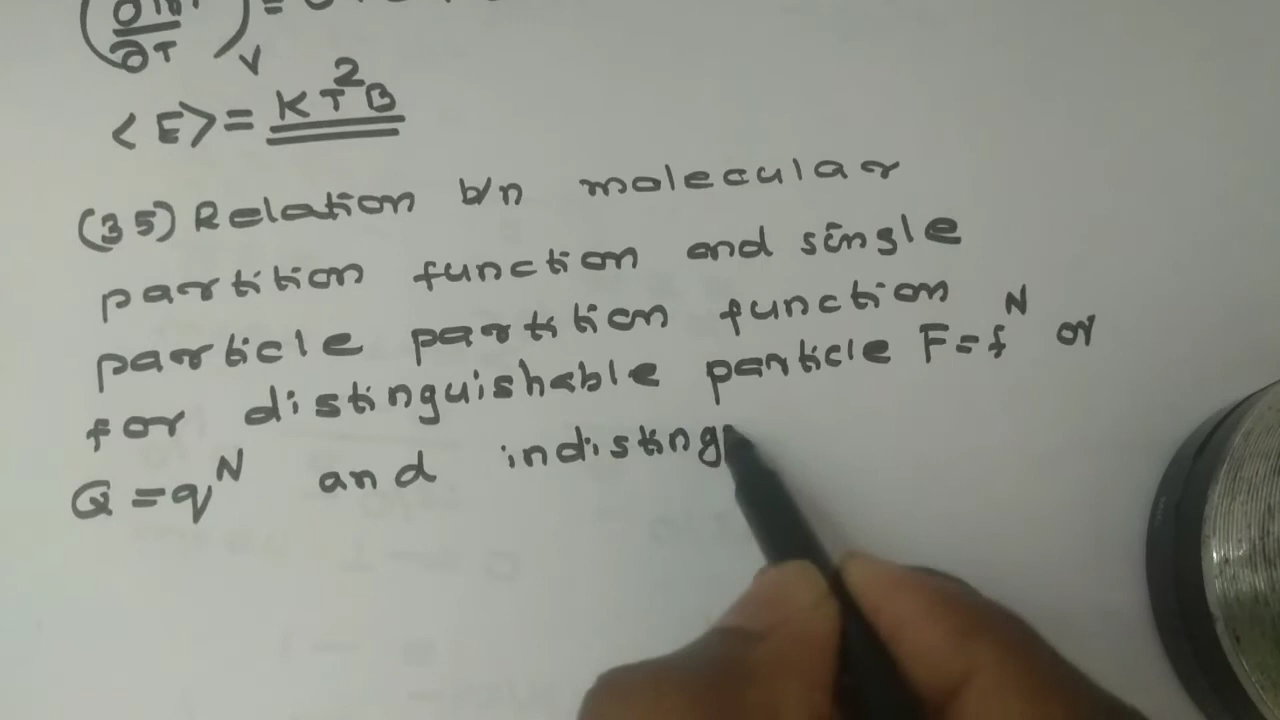 ∂T V
<E> = KT²B
(35) Relation b/n molecular
partition function and single
particle partition function
for distinguishable particle F=f^N or
Q=q^N and indisting